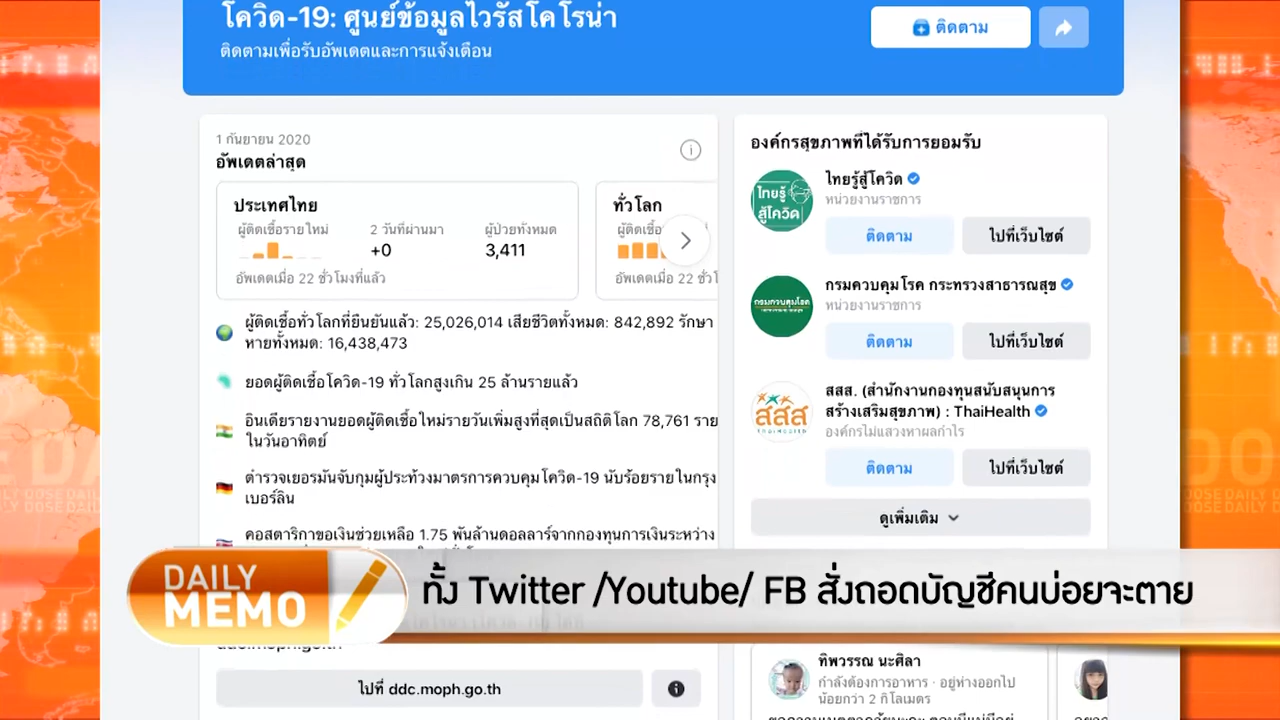 โควิด-19: ศูนย์ข้อมูลไวรัสโคโรน่า
ติดตามเพื่อรับอัพเดตและการแจ้งเตือน
ติดตาม
1 กันยายน 2020
อัพเดตล่าสุด
ประเทศไทย
ผู้ติดเชื้อรายใหม่
2 วันที่ผ่านมา
ผู้ป่วยทั้งหมด
+0
3,411
อัพเดตเมื่อ 22 ชั่วโมงที่แล้ว
ทั่วโลก
ผู้ติดเชื้อ
อัพเดตเมื่อ 22 ชั่วโ
ผู้ติดเชื้อทั่วโลกที่ยืนยันแล้ว: 25,026,014 เสียชีวิตทั้งหมด: 842,892 รักษา
หายทั้งหมด: 16,438,473
ยอดผู้ติดเชื้อโควิด-19 ทั่วโลกสูงเกิน 25 ล้านรายแล้ว
อินเดียรายงานยอดผู้ติดเชื้อใหม่รายวันเพิ่มสูงที่สุดเป็นสถิติโลก 78,761 ราย
ในวันอาทิตย์
ตำรวจเยอรมันจับกุมผู้ประท้วงมาตรการควบคุมโควิด-19 นับร้อยรายในกรุง
เบอร์ลิน
คอสตาริกาขอเงินช่วยเหลือ 1.75 พันล้านดอลลาร์จากกองทุนการเงินระหว่าง
ไปที่ ddc.moph.go.th
องค์กรสุขภาพที่ได้รับการยอมรับ
ไทยรู้
สู้โควิด
ไทยรู้สู้โควิด
หน่วยงานราชการ
ติดตาม
ไปที่เว็บไซต์
กรมควบคุมโรค
กรมควบคุมโรค กระทรวงสาธารณสุข
หน่วยงานราชการ
ติดตาม
ไปที่เว็บไซต์
สสส
สสส. (สำนักงานกองทุนสนับสนุนการ
สร้างเสริมสุขภาพ) : ThaiHealth
องค์กรไม่แสวงหาผลกำไร
ติดตาม
ไปที่เว็บไซต์
ดูเพิ่มเติม
DAILY
MEMO
ทั้ง Twitter /Youtube/ FB สั่งถอดบัญชีคนบ่อยจะตาย
ทิพวรรณ นะศิลา
กำลังต้องการอาหาร · อยู่ห่างออกไป
น้อยกว่า 2 กิโลเมตร